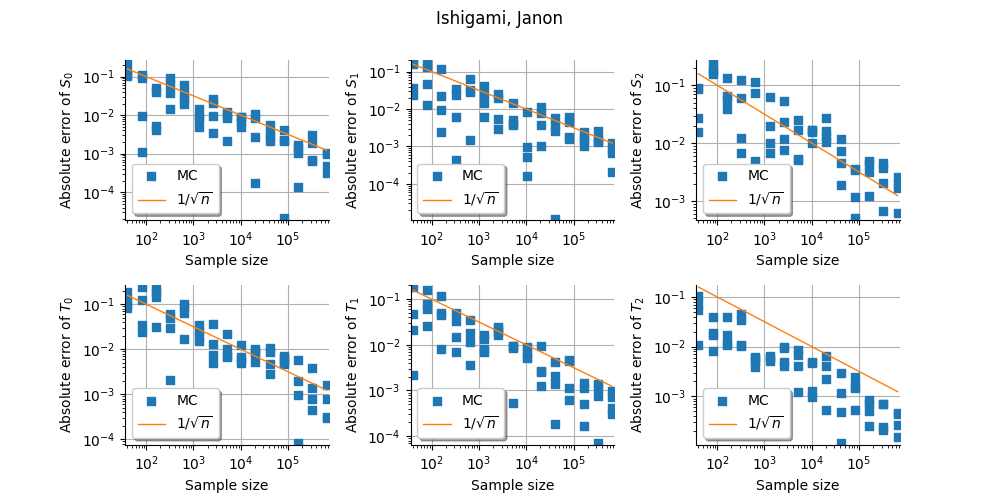 Ishigami, Janon
Absolute error of S₀
10⁻¹
10⁻²
10⁻³
10⁻⁴
MC
1/√n
10² 10³ 10⁴ 10⁵
Sample size
Absolute error of S₁
10⁻¹
10⁻²
10⁻³
10⁻⁴
MC
1/√n
10² 10³ 10⁴ 10⁵
Sample size
Absolute error of S₂
10⁻¹
10⁻²
10⁻³
MC
1/√n
10² 10³ 10⁴ 10⁵
Sample size
Absolute error of T₀
10⁻¹
10⁻²
10⁻³
10⁻⁴
MC
1/√n
10² 10³ 10⁴ 10⁵
Sample size
Absolute error of T₁
10⁻¹
10⁻²
10⁻³
10⁻⁴
MC
1/√n
10² 10³ 10⁴ 10⁵
Sample size
Absolute error of T₂
10⁻¹
10⁻²
10⁻³
MC
1/√n
10² 10³ 10⁴ 10⁵
Sample size